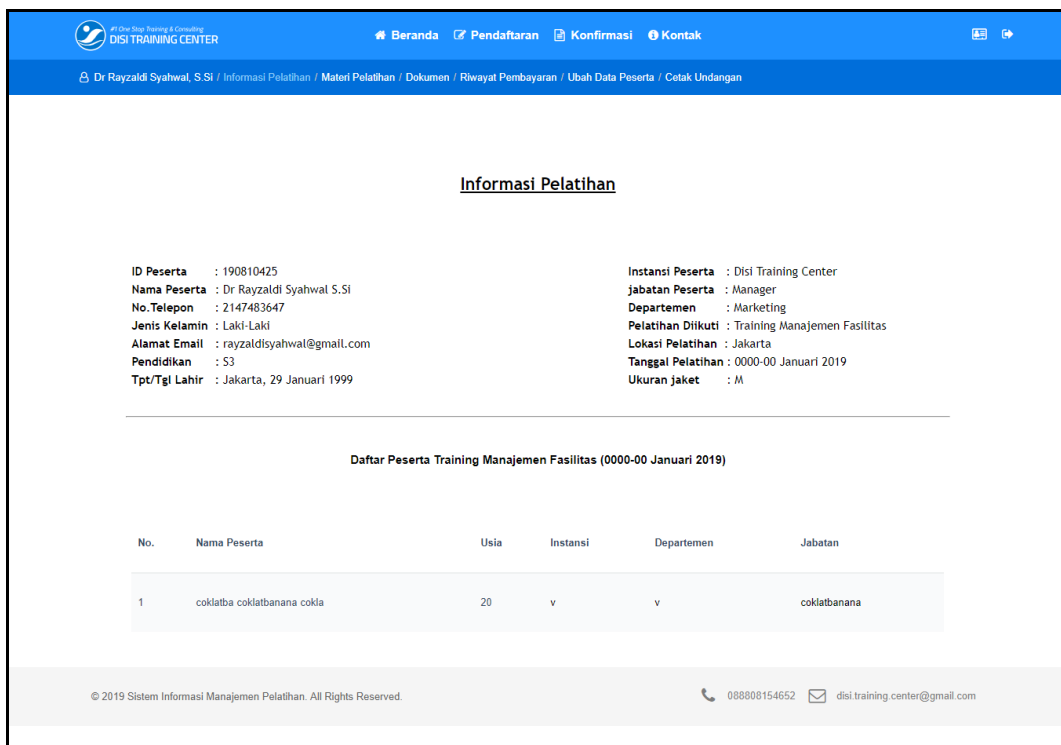 #1 One Stop Training & Consulting
DISI TRAINING CENTER
Beranda Pendaftaran Konfirmasi Kontak
Dr Rayzaldi Syahwal, S.Si / Informasi Pelatihan / Materi Pelatihan / Dokumen / Riwayat Pembayaran / Ubah Data Peserta / Cetak Undangan
Informasi Pelatihan
ID Peserta : 190810425
Nama Peserta : Dr Rayzaldi Syahwal S.Si
No.Telepon : 2147483647
Jenis Kelamin : Laki-Laki
Alamat Email : rayzaldisyahwal@gmail.com
Pendidikan : S3
Tpt/Tgl Lahir : Jakarta, 29 Januari 1999
Instansi Peserta : Disi Training Center
jabatan Peserta : Manager
Departemen : Marketing
Pelatihan Diikuti : Training Manajemen Fasilitas
Lokasi Pelatihan : Jakarta
Tanggal Pelatihan : 0000-00 Januari 2019
Ukuran jaket : M
Daftar Peserta Training Manajemen Fasilitas (0000-00 Januari 2019)
No. Nama Peserta Usia Instansi Departemen Jabatan
1 coklatba coklatbanana cokla 20 v v coklatbanana
© 2019 Sistem Informasi Manajemen Pelatihan. All Rights Reserved.
088808154652 disi.training.center@gmail.com